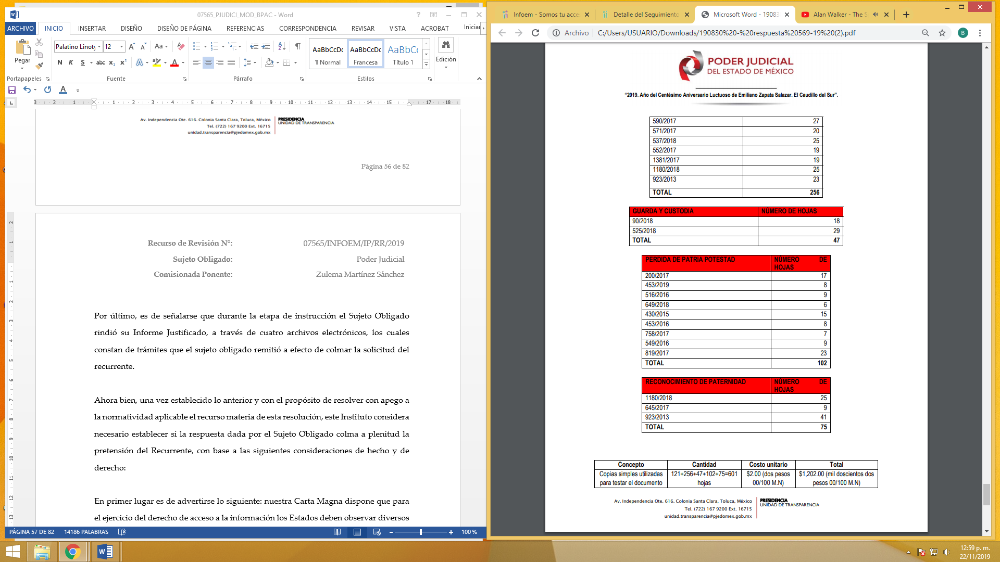 07565_PJUDICI_MOD_BPAC - Word
ARCHIVO INICIO INSERTAR DISEÑO DISEÑO DE PÁGINA REFERENCIAS CORRESPONDENCIA REVISAR VISTA ACROBAT Iniciar
Pegar
Palatino Linoty 12
N K S abc x₂ x²
AaBbCcDc AaBbCcDc AaBbCc
¶ Normal Francesa Título 1
Edición
Portapapeles Fuente Párrafo Estilos
3 2 1 1 2 3 4 5 6 7 8 9 10 11 12 13 14 15 17 18
Av. Independencia Ote. 616. Colonia Santa Clara, Toluca, México
Tel. (722) 167 9200 Ext. 16715
unidad.transparencia@pjedomex.gob.mx
PRESIDENCIA
UNIDAD DE TRANSPARENCIA
Página 56 de 82
Recurso de Revisión N°: 07565/INFOEM/IP/RR/2019
Sujeto Obligado: Poder Judicial
Comisionada Ponente: Zulema Martínez Sánchez
Por último, es de señalarse que durante la etapa de instrucción el Sujeto Obligado
rindió su Informe Justificado, a través de cuatro archivos electrónicos, los cuales
constan de trámites que el sujeto obligado remitió a efecto de colmar la solicitud del
recurrente.
Ahora bien, una vez establecido lo anterior y con el propósito de resolver con apego a
la normatividad aplicable el recurso materia de esta resolución, este Instituto considera
necesario establecer si la respuesta dada por el Sujeto Obligado colma a plenitud la
pretensión del Recurrente, con base a las siguientes consideraciones de hecho y de
derecho:
En primer lugar es de advertirse lo siguiente: nuestra Carta Magna dispone que para
el ejercicio del derecho de acceso a la información los Estados deben observar diversos
PÁGINA 57 DE 82 14186 PALABRAS 100 %
Infoem - Somos tu acce
Detalle del Seguimiento
Microsoft Word - 19083
Alan Walker - The S
Archivo C:/Users/USUARIO/Downloads/190830%20-%20respuesta%20569-19%20(2).pdf
B
PODER JUDICIAL
DEL ESTADO DE MÉXICO
“2019. Año del Centésimo Aniversario Luctuoso de Emiliano Zapata Salazar. El Caudillo del Sur”.
590/2017 27
571/2017 20
537/2018 25
552/2017 19
1381/2017 19
1180/2018 25
923/2013 23
TOTAL 256
GUARDA Y CUSTODIA NÚMERO DE HOJAS
90/2018 18
525/2018 29
TOTAL 47
PERDIDA DE PATRIA POTESTAD NÚMERO DE
HOJAS
200/2017 17
453/2019 8
516/2016 9
649/2018 6
430/2015 15
453/2016 8
758/2017 7
549/2016 9
819/2017 23
TOTAL 102
RECONOCIMIENTO DE PATERNIDAD NÚMERO DE
HOJAS
1180/2018 25
645/2017 9
923/2013 41
TOTAL 75
Concepto Cantidad Costo unitario Total
Copias simples utilizadas 121+256+47+102+75=601 $2.00 (dos pesos $1,202.00 (mil doscientos dos
para testar el documento hojas 00/100 M.N) pesos 00/100 M.N)
Av. Independencia Ote. 616. Colonia Santa Clara, Toluca, México
Tel. (722) 167 9200 Ext. 16715
unidad.transparencia@pjedomex.gob.mx
PRESIDENCIA
UNIDAD DE TRANSPARENCIA
12:59 p. m.
22/11/2019